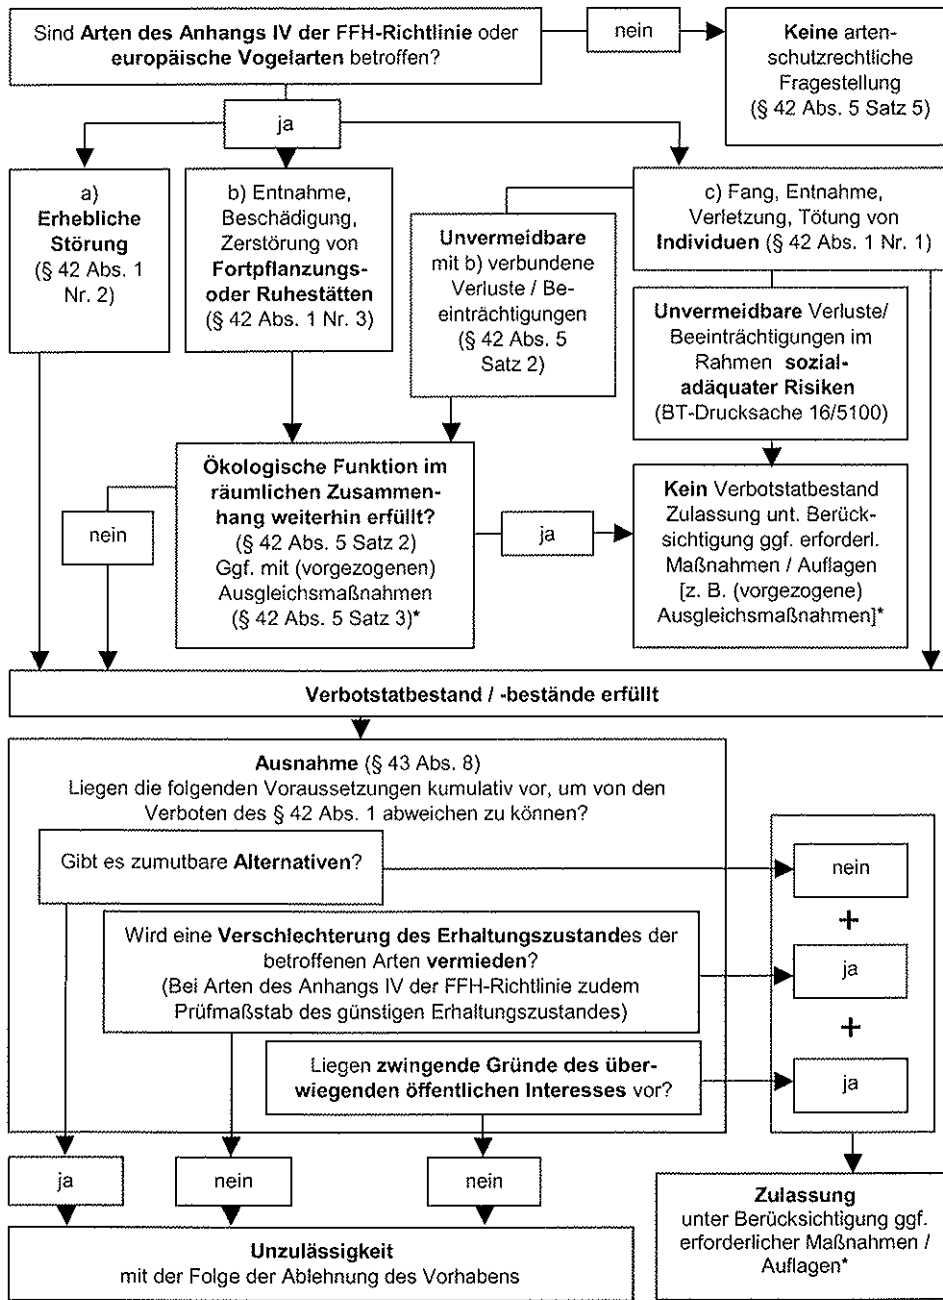 Sind Arten des Anhangs IV der FFH-Richtlinie oder
europäische Vogelarten betroffen?
nein
Keine arten-
schutzrechtliche
Fragestellung
(§ 42 Abs. 5 Satz 5)
ja
a)
Erhebliche
Störung
(§ 42 Abs. 1
Nr. 2)
b) Entnahme,
Beschädigung,
Zerstörung von
Fortpflanzungs-
oder Ruhestätten
(§ 42 Abs. 1 Nr. 3)
Unvermeidbare
mit b) verbundene
Verluste / Be-
einträchtigungen
(§ 42 Abs. 5
Satz 2)
c) Fang, Entnahme,
Verletzung, Tötung von
Individuen (§ 42 Abs. 1 Nr. 1)
Unvermeidbare Verluste/
Beeinträchtigungen im
Rahmen sozial-
adäquater Risiken
(BT-Drucksache 16/5100)
Ökologische Funktion im
räumlichen Zusammen-
hang weiterhin erfüllt?
(§ 42 Abs. 5 Satz 2)
Ggf. mit (vorgezogenen)
Ausgleichsmaßnahmen
(§ 42 Abs. 5 Satz 3)*
nein
ja
Kein Verbotstatbestand
Zulassung unt. Berück-
sichtigung ggf. erforderl.
Maßnahmen / Auflagen
[z. B. (vorgezogene)
Ausgleichsmaßnahmen]*
Verbotstatbestand / -bestände erfüllt
Ausnahme (§ 43 Abs. 8)
Liegen die folgenden Voraussetzungen kumulativ vor, um von den
Verboten des § 42 Abs. 1 abweichen zu können?
Gibt es zumutbare Alternativen?
nein
+
Wird eine Verschlechterung des Erhaltungszustandes der
betroffenen Arten vermieden?
(Bei Arten des Anhangs IV der FFH-Richtlinie zudem
Prüfmaßstab des günstigen Erhaltungszustandes)
ja
+
Liegen zwingende Gründe des über-
wiegenden öffentlichen Interesses vor?
ja
ja
nein
nein
Unzulässigkeit
mit der Folge der Ablehnung des Vorhabens
Zulassung
unter Berücksichtigung ggf.
erforderlicher Maßnahmen /
Auflagen*